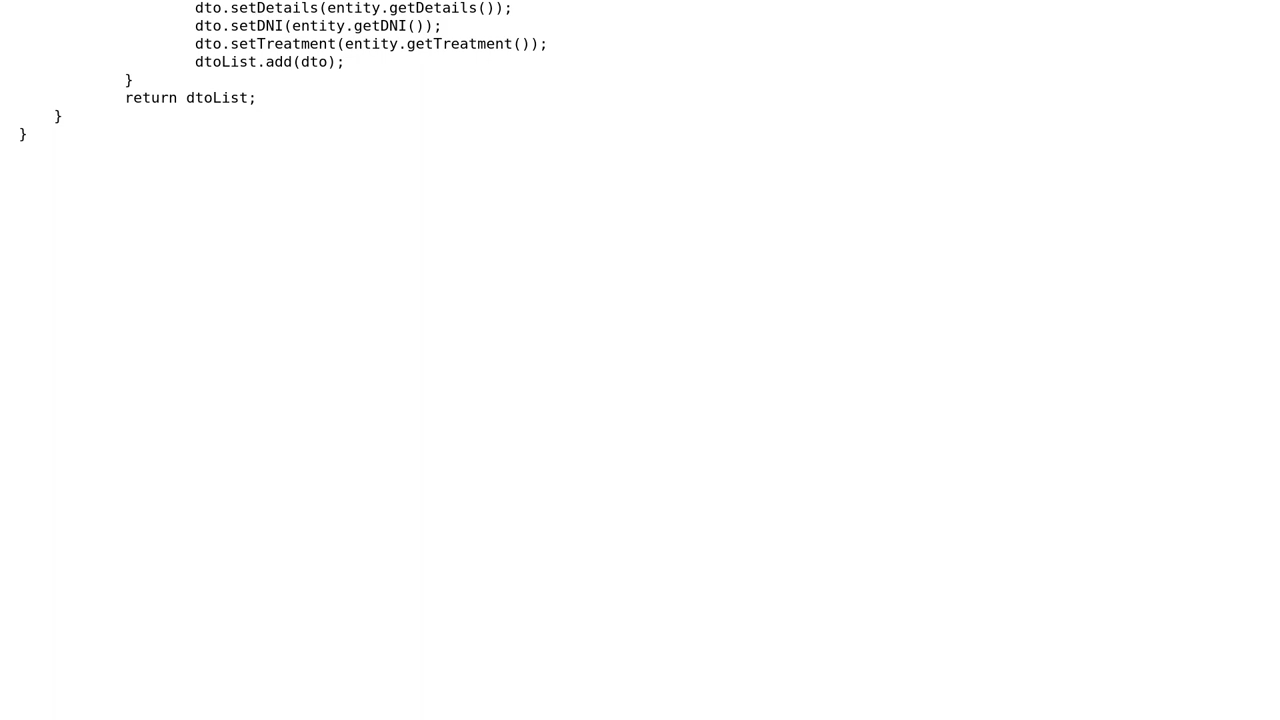 dto.setDetails(entity.getDetails());
dto.setDNI(entity.getDNI());
dto.setTreatment(entity.getTreatment());
dtoList.add(dto);
}
return dtoList;
}
}